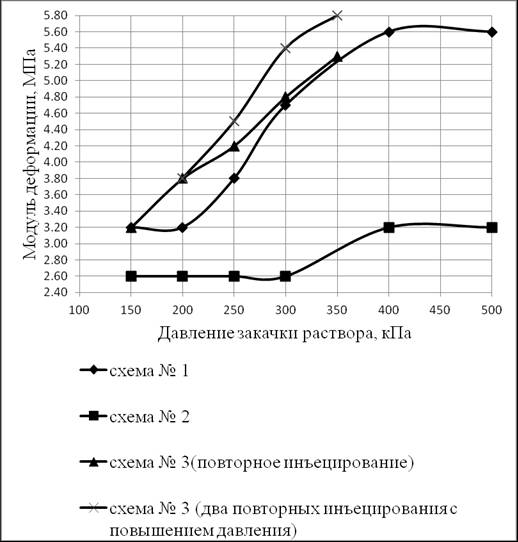 5.80
5.60
5.40
5.20
5.00
4.80
4.60
4.40
4.20
4.00
3.80
3.60
3.40
3.20
3.00
2.80
2.60
2.40
Модуль деформации, МПа
100 150 200 250 300 350 400 450 500
Давление закачки раствора, кПа
схема № 1
схема № 2
схема № 3(повторное инъецирование)
схема № 3 (два повторных инъецирования с
повышением давления)